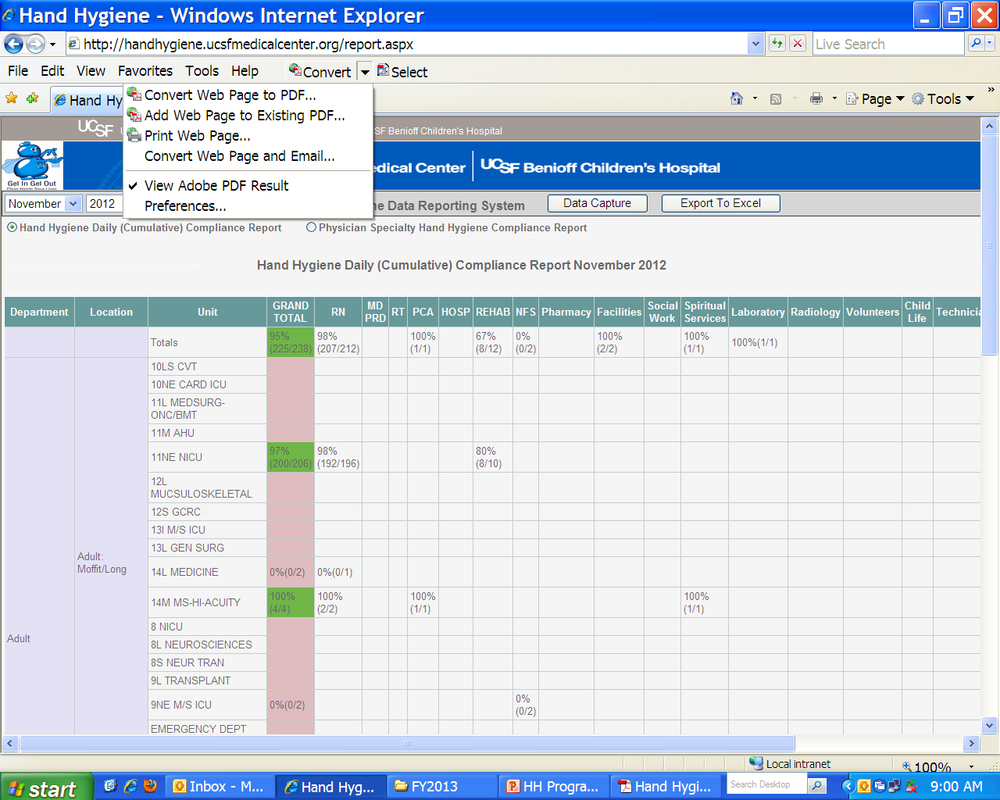 Hand Hygiene - Windows Internet Explorer
http://handhygiene.ucsfmedicalcenter.org/report.aspx
Live Search
File Edit View Favorites Tools Help Convert Select
Hand Hy
Page Tools
Convert Web Page to PDF...
Add Web Page to Existing PDF...
Print Web Page...
Convert Web Page and Email...
View Adobe PDF Result
Preferences...
UCSF
SF Benioff Children's Hospital
Gel In Gel Out
Clean Hands Save Lives
edical Center UCSF Benioff Children's Hospital
November 2012
ne Data Reporting System Data Capture Export To Excel
Hand Hygiene Daily (Cumulative) Compliance Report Physician Specialty Hand Hygiene Compliance Report
Hand Hygiene Daily (Cumulative) Compliance Report November 2012
Department Location Unit GRAND TOTAL RN MD PRD RT PCA HOSP REHAB NFS Pharmacy Facilities Social Work Spiritual Services Laboratory Radiology Volunteers Child Life Technicia
Totals 95% (225/238) 98% (207/212) 100% (1/1) 67% (8/12) 0% (0/2) 100% (2/2) 100% (1/1) 100%(1/1)
10LS CVT
10NE CARD ICU
11L MEDSURG-
ONC/BMT
11M AHU
11NE NICU 97% (200/206) 98% (192/196) 80% (8/10)
12L
MUCSULOSKELETAL
12S GCRC
13I M/S ICU
13L GEN SURG
Adult:
Moffit/Long
14L MEDICINE 0%(0/2) 0%(0/1)
14M MS-HI-ACUITY 100% (4/4) 100% (2/2) 100% (1/1) 100% (1/1)
8 NICU
Adult
8L NEUROSCIENCES
8S NEUR TRAN
9L TRANSPLANT
9NE M/S ICU 0%(0/2) 0% (0/2)
EMERGENCY DEPT
Local intranet 100%
start Inbox - M... Hand Hyg... FY2013 HH Progra... Hand Hygi... Search Desktop 9:00 AM